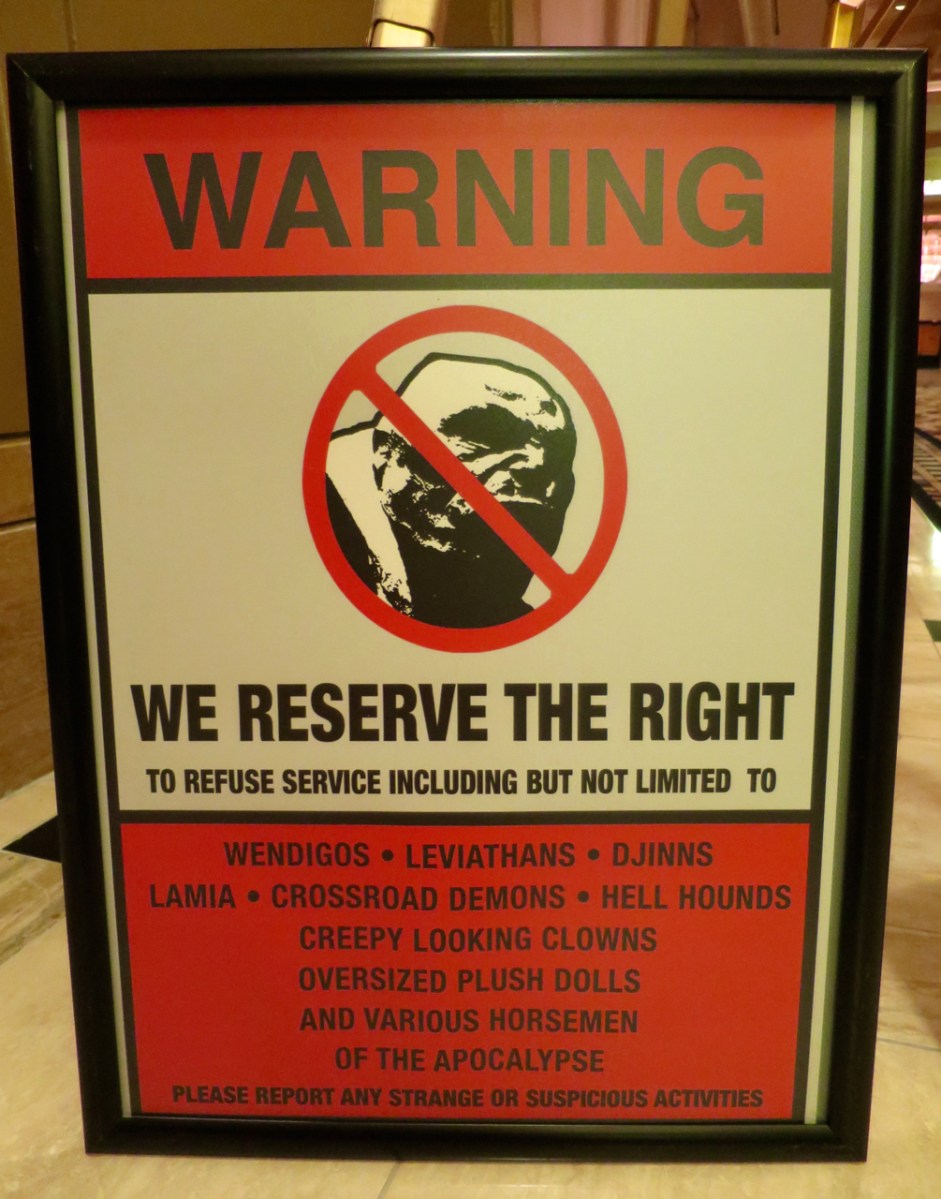 WARNING
WE RESERVE THE RIGHT
TO REFUSE SERVICE INCLUDING BUT NOT LIMITED TO
WENDIGOS • LEVIATHANS • DJINNS
LAMIA • CROSSROAD DEMONS • HELL HOUNDS
CREEPY LOOKING CLOWNS
OVERSIZED PLUSH DOLLS
AND VARIOUS HORSEMEN
OF THE APOCALYPSE
PLEASE REPORT ANY STRANGE OR SUSPICIOUS ACTIVITIES